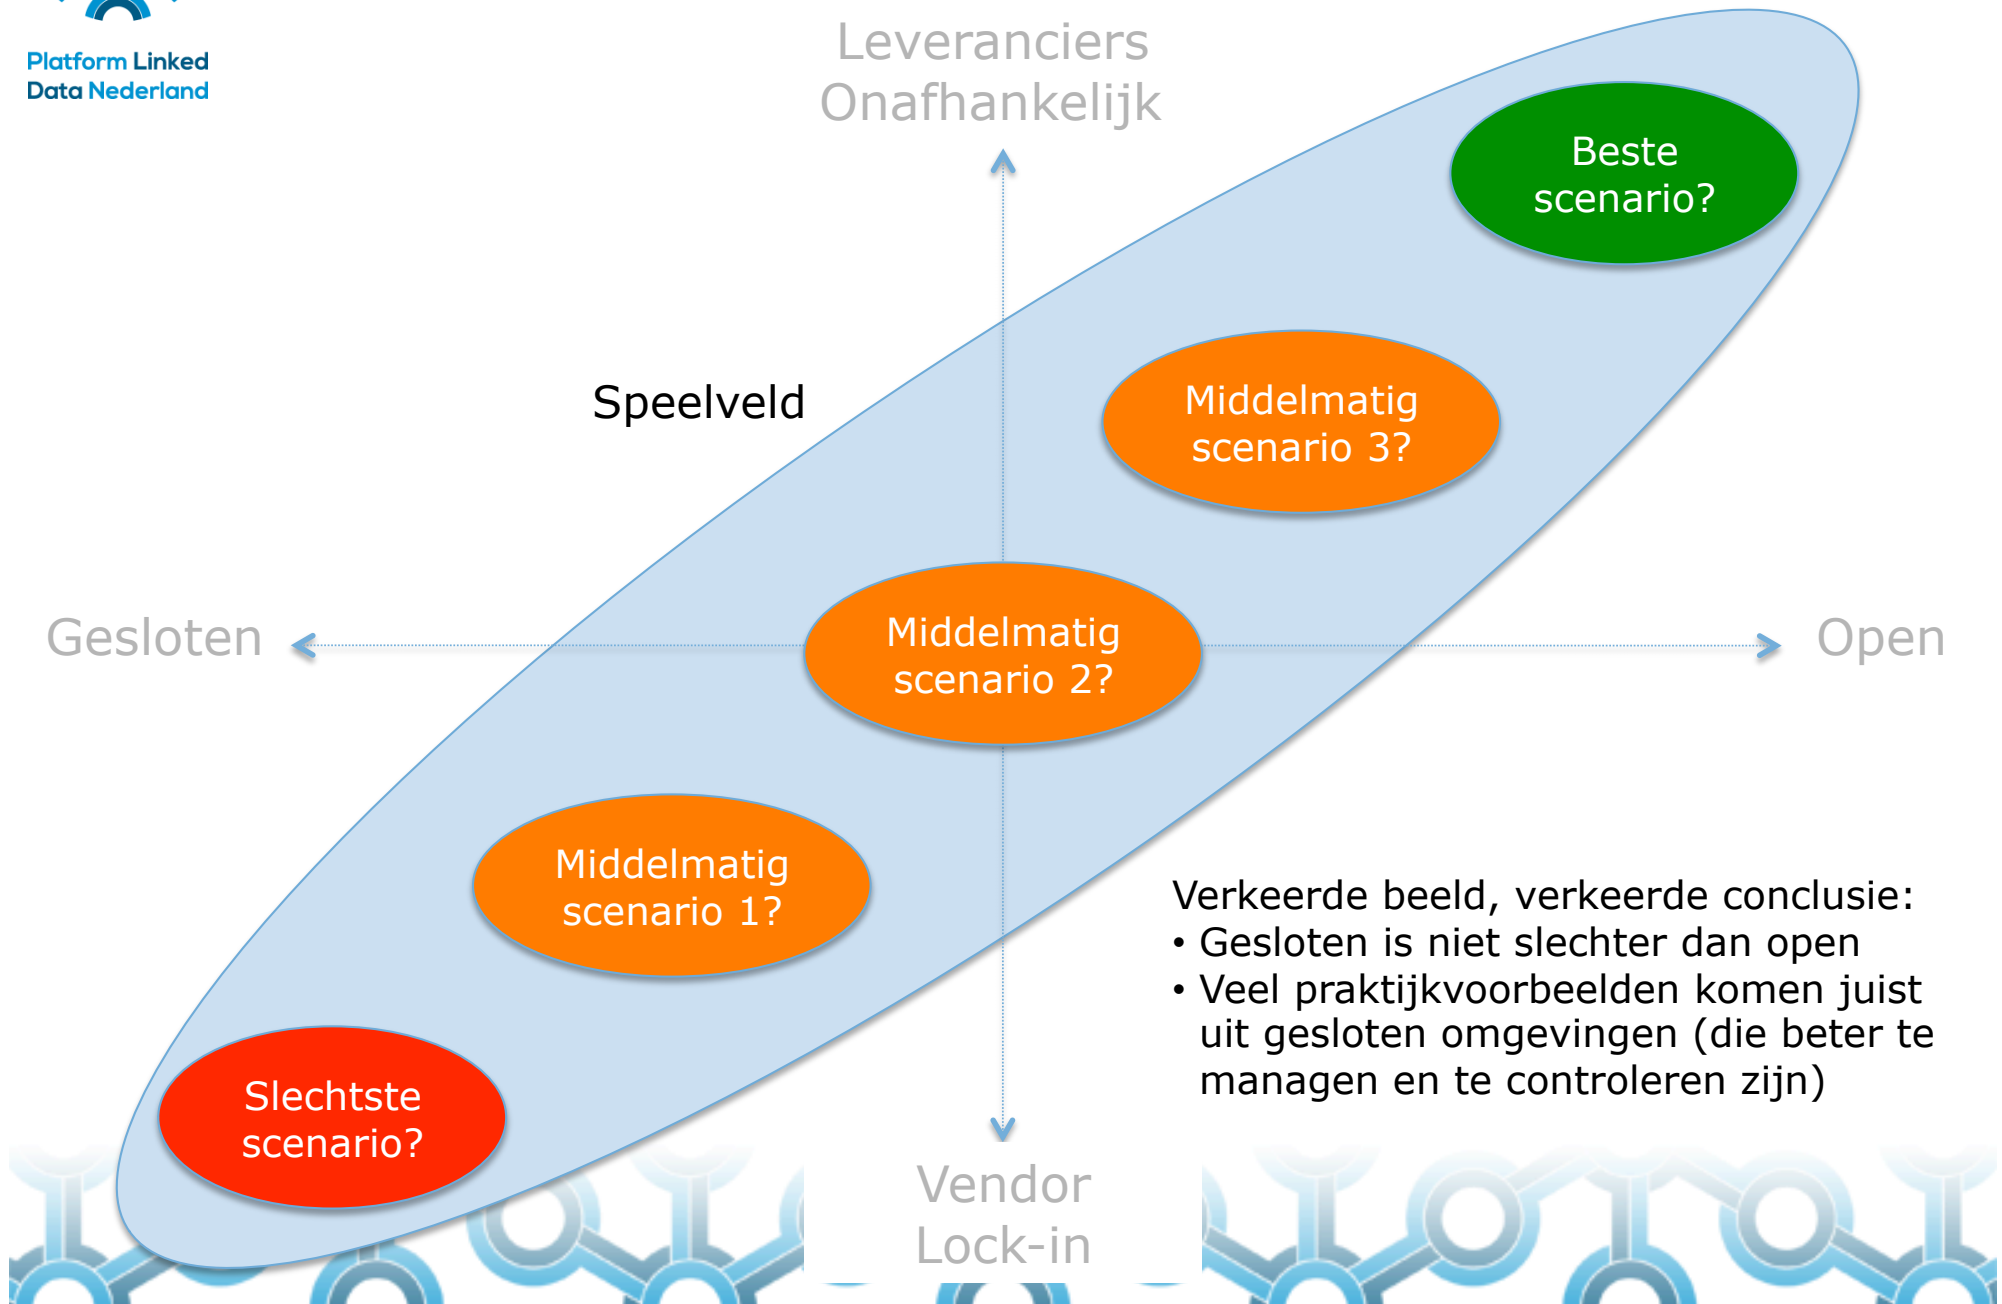 Platform Linked
Data Nederland
Leveranciers
Onafhankelijk
Beste
scenario?
Speelveld
Middelmatig
scenario 3?
Gesloten
Middelmatig
scenario 2?
Open
Middelmatig
scenario 1?
Verkeerde beeld, verkeerde conclusie:
• Gesloten is niet slechter dan open
• Veel praktijkvoorbeelden komen juist
uit gesloten omgevingen (die beter te
managen en te controleren zijn)
Slechtste
scenario?
Vendor
Lock-in